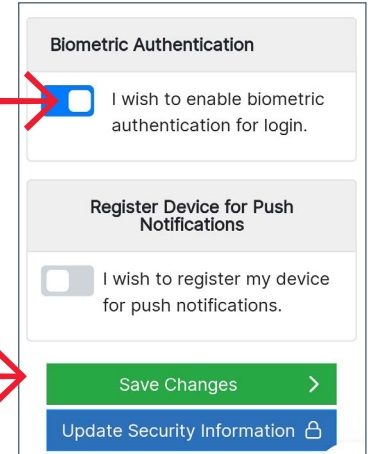 Biometric Authentication
I wish to enable biometric
authentication for login.
Register Device for Push
Notifications
I wish to register my device
for push notifications.
Save Changes
Update Security Information